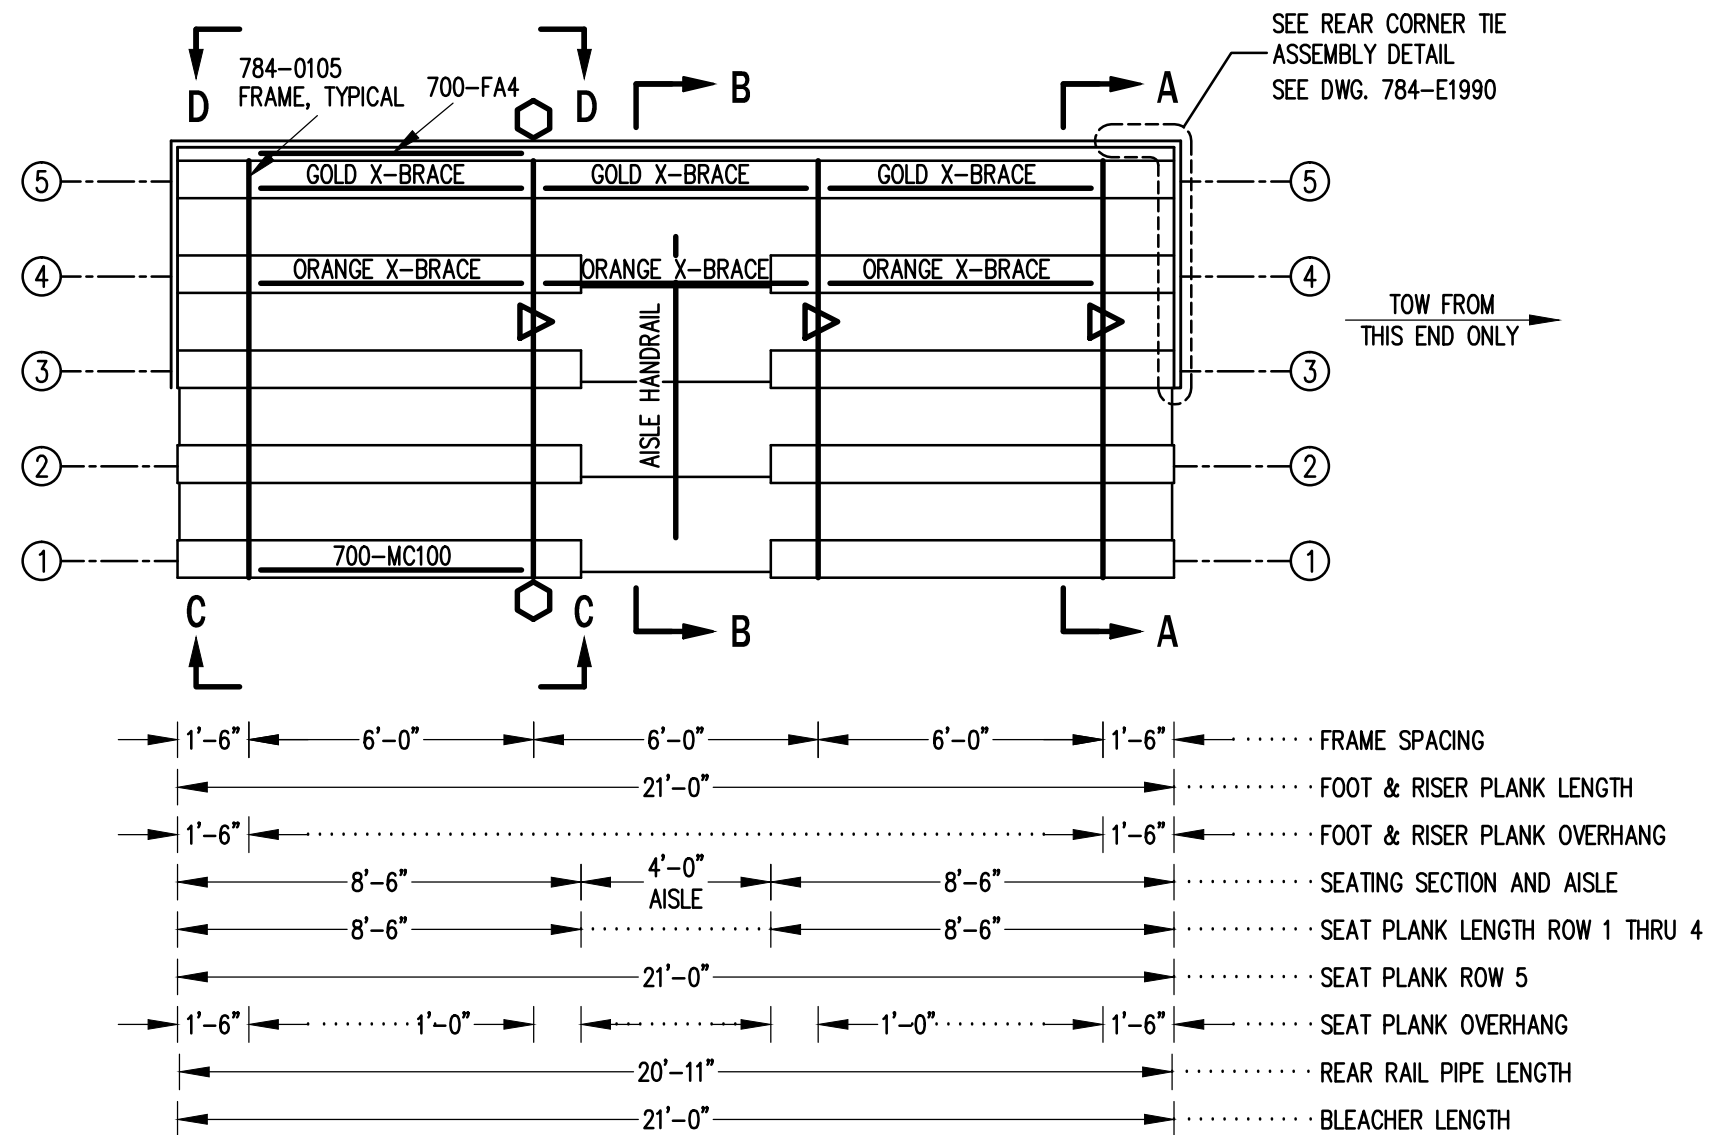 SEE REAR CORNER TIE
ASSEMBLY DETAIL
SEE DWG. 784-E1990
784-0105
FRAME, TYPICAL
700-FA4
D
D
B
A
5
GOLD X-BRACE
GOLD X-BRACE
GOLD X-BRACE
5
4
ORANGE X-BRACE
ORANGE X-BRACE
ORANGE X-BRACE
4
TOW FROM
THIS END ONLY
AISLE HANDRAIL
3
3
2
2
1
700-MC100
1
C
C
B
A
1'-6" 6'-0" 6'-0" 6'-0" 1'-6" FRAME SPACING
21'-0" FOOT & RISER PLANK LENGTH
1'-6" 1'-6" FOOT & RISER PLANK OVERHANG
8'-6" 4'-0" 8'-6" SEATING SECTION AND AISLE
AISLE
8'-6" 8'-6" SEAT PLANK LENGTH ROW 1 THRU 4
21'-0" SEAT PLANK ROW 5
1'-6" 1'-0" 1'-0" 1'-6" SEAT PLANK OVERHANG
20'-11" REAR RAIL PIPE LENGTH
21'-0" BLEACHER LENGTH